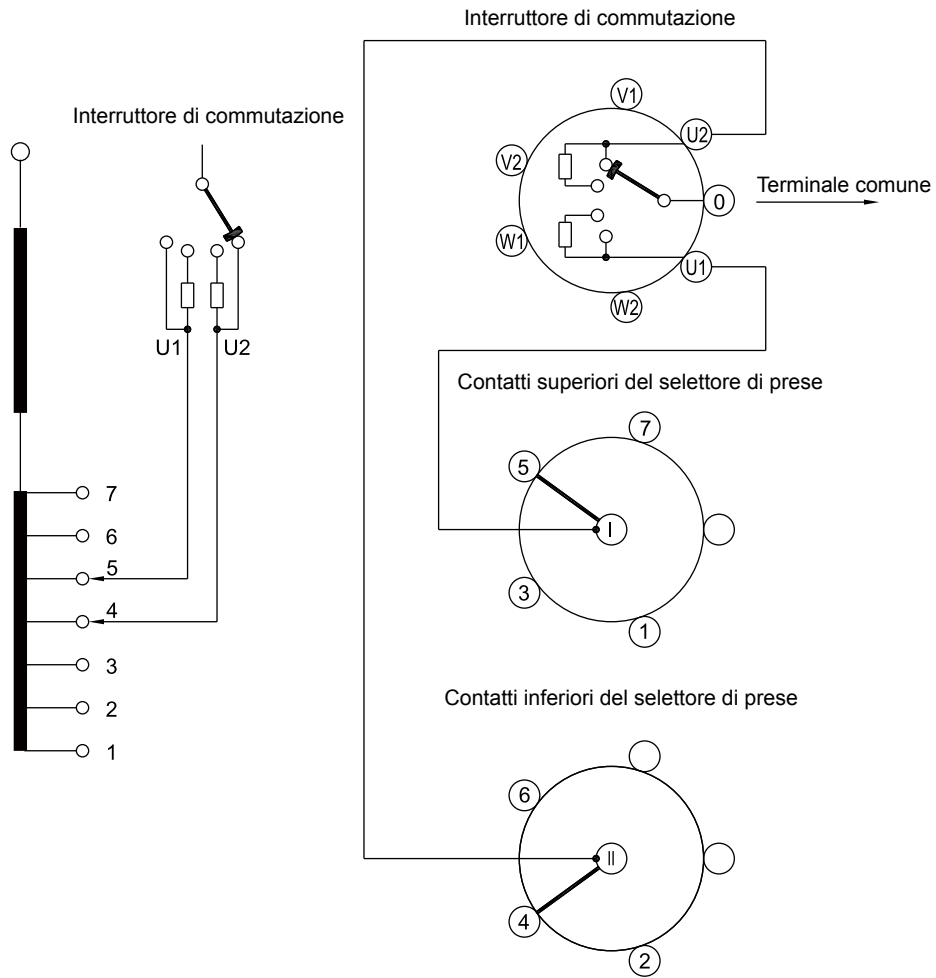 Interruttore di commutazione
Interruttore di commutazione
V1
U2
V2
0
Terminale comune
W1
U1
W2
U1
U2
Contatti superiori del selettore di prese
7
5
I
3
1
7
6
5
4
3
2
1
Contatti inferiori del selettore di prese
6
II
4
2